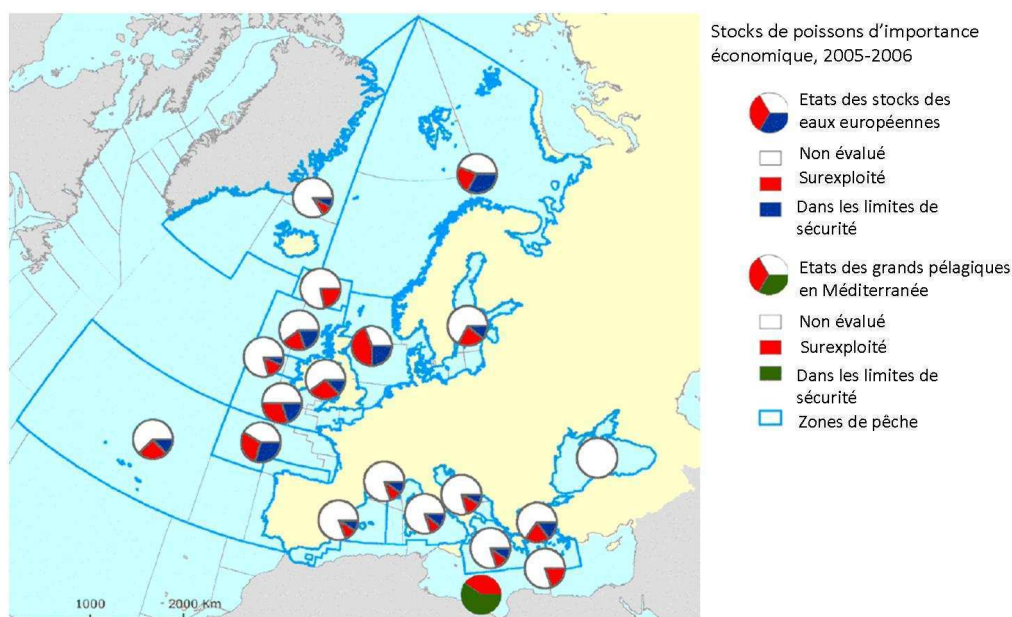 Stocks de poissons d'importance
économique, 2005-2006
Etats des stocks des
eaux européennes
Non évalué
Surexploité
Dans les limites de
sécurité
Etats des grands pélagiques
en Méditerranée
Non évalué
Surexploité
Dans les limites de
sécurité
Zones de pêche
1000 2000 Km